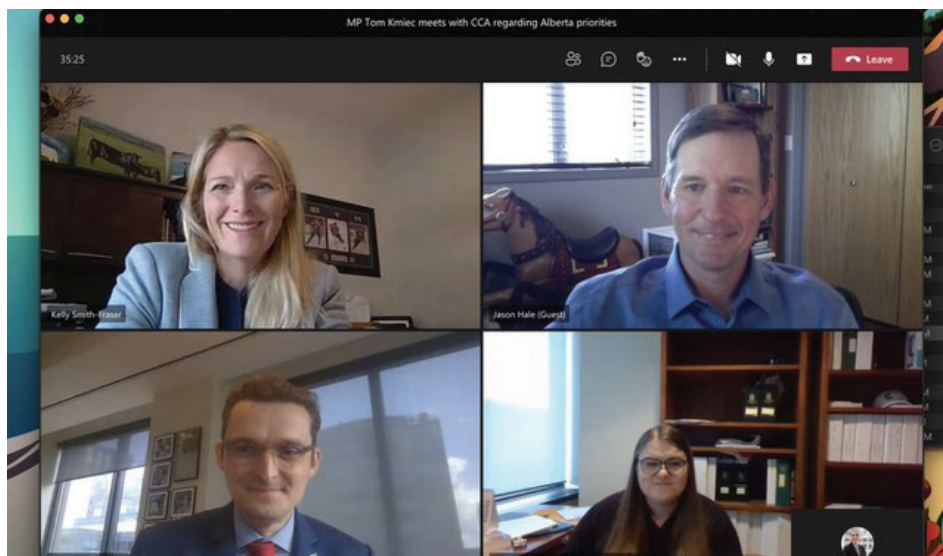 MP Tom Kmiec meets with CCA regarding Alberta priorities
35:25
Leave
Kelly Smith-Fraser
Jason Hale (Guest)